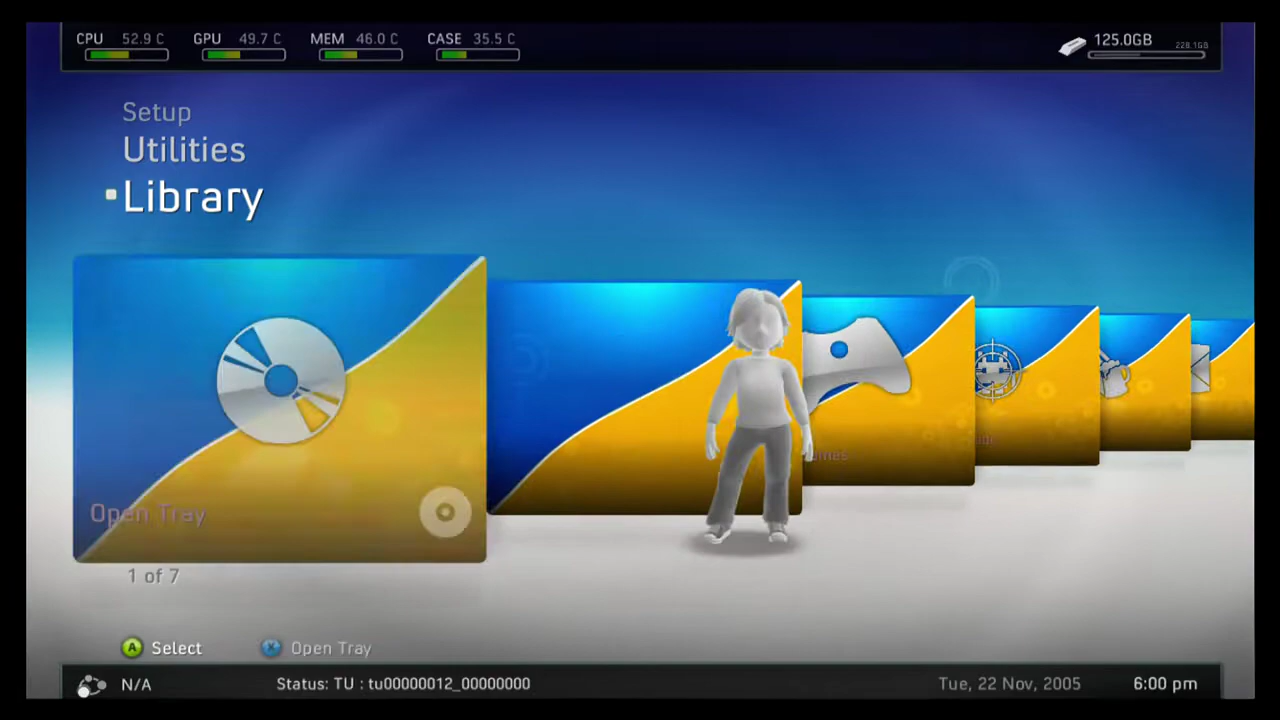 CPU 52.9 C GPU 49.7 C MEM 46.0 C CASE 35.5 C
125.0GB 228.1GB
Setup
Utilities
Library
Open Tray
1 of 7
A Select X Open Tray
N/A Status: TU : tu00000012_00000000 Tue, 22 Nov, 2005 6:00 pm